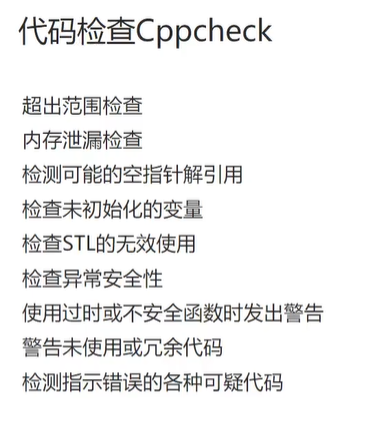 代码检查Cppcheck
超出范围检查
内存泄漏检查
检测可能的空指针解引用
检查未初始化的变量
检查STL的无效使用
检查异常安全性
使用过时或不安全函数时发出警告
警告未使用或冗余代码
检测指示错误的各种可疑代码